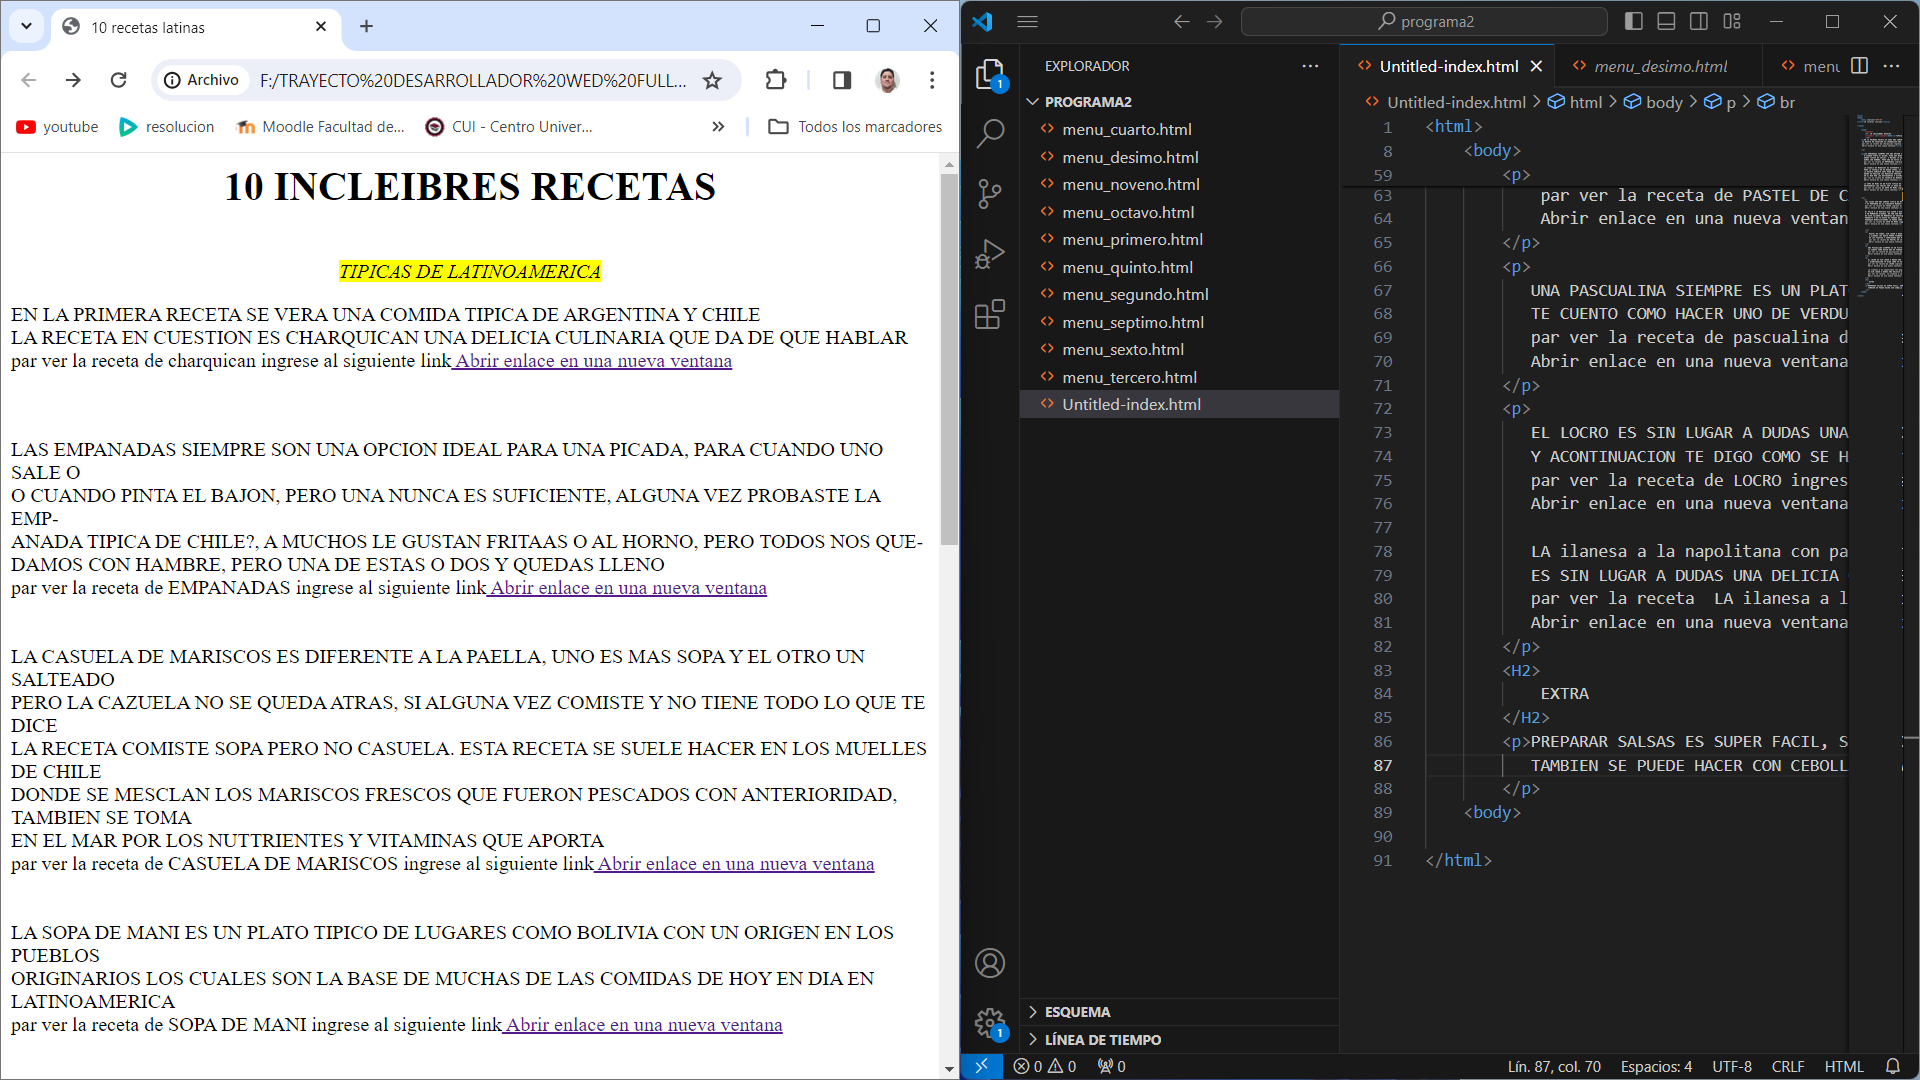 10 recetas latinas
Archivo
F:/TRAYECTO%20DESARROLLADOR%20WED%20FULL...
youtube
resolucion
Moodle Facultad de...
CUI - Centro Univer...
Todos los marcadores
10 INCLEIBRES RECETAS
TIPICAS DE LATINOAMERICA
EN LA PRIMERA RECETA SE VERA UNA COMIDA TIPICA DE ARGENTINA Y CHILE
LA RECETA EN CUESTION ES CHARQUICAN UNA DELICIA CULINARIA QUE DA DE QUE HABLAR
par ver la receta de charquican ingrese al siguiente link Abrir enlace en una nueva ventana
LAS EMPANADAS SIEMPRE SON UNA OPCION IDEAL PARA UNA PICADA, PARA CUANDO UNO
SALE O
O CUANDO PINTA EL BAJON, PERO UNA NUNCA ES SUFICIENTE, ALGUNA VEZ PROBASTE LA
EMP-
ANADA TIPICA DE CHILE?, A MUCHOS LE GUSTAN FRITAAS O AL HORNO, PERO TODOS NOS QUE-
DAMOS CON HAMBRE, PERO UNA DE ESTAS O DOS Y QUEDAS LLENO
par ver la receta de EMPANADAS ingrese al siguiente link Abrir enlace en una nueva ventana
LA CASUELA DE MARISCOS ES DIFERENTE A LA PAELLA, UNO ES MAS SOPA Y EL OTRO UN
SALTEADO
PERO LA CAZUELA NO SE QUEDA ATRAS, SI ALGUNA VEZ COMISTE Y NO TIENE TODO LO QUE TE
DICE
LA RECETA COMISTE SOPA PERO NO CASUELA. ESTA RECETA SE SUELE HACER EN LOS MUELLES
DE CHILE
DONDE SE MESCLAN LOS MARISCOS FRESCOS QUE FUERON PESCADOS CON ANTERIORIDAD,
TAMBIEN SE TOMA
EN EL MAR POR LOS NUTTRIENTES Y VITAMINAS QUE APORTA
par ver la receta de CASUELA DE MARISCOS ingrese al siguiente link Abrir enlace en una nueva ventana
LA SOPA DE MANI ES UN PLATO TIPICO DE LUGARES COMO BOLIVIA CON UN ORIGEN EN LOS
PUEBLOS
ORIGINARIOS LOS CUALES SON LA BASE DE MUCHAS DE LAS COMIDAS DE HOY EN DIA EN
LATINOAMERICA
par ver la receta de SOPA DE MANI ingrese al siguiente link Abrir enlace en una nueva ventana
programa2
EXPLORADOR
1
PROGRAMA2
menu_cuarto.html
menu_desimo.html
menu_noveno.html
menu_octavo.html
menu_primero.html
menu_quinto.html
menu_segundo.html
menu_septimo.html
menu_sexto.html
menu_tercero.html
Untitled-index.html
ESQUEMA
LÍNEA DE TIEMPO
1
Untitled-index.html
menu_desimo.html
menu
Untitled-index.html > html > body > p > br
1 <html>
8 <body>
59 <p>
63 par ver la receta de PASTEL DE C
64 Abrir enlace en una nueva ventan
65 </p>
66 <p>
67 UNA PASCUALINA SIEMPRE ES UN PLAT
68 TE CUENTO COMO HACER UNO DE VERDU
69 par ver la receta de pascualina d
70 Abrir enlace en una nueva ventana
71 </p>
72 <p>
73 EL LOCRO ES SIN LUGAR A DUDAS UNA
74 Y ACONTINUACION TE DIGO COMO SE H
75 par ver la receta de LOCRO ingres
76 Abrir enlace en una nueva ventana
77
78 LA ilanesa a la napolitana con pa
79 ES SIN LUGAR A DUDAS UNA DELICIA
80 par ver la receta  LA ilanesa a l
81 Abrir enlace en una nueva ventana
82 </p>
83 <H2>
84 EXTRA
85 </H2>
86 <p>PREPARAR SALSAS ES SUPER FACIL, S
87 TAMBIEN SE PUEDE HACER CON CEBOLL
88 </p>
89 <body>
90
91 </html>
0 0 0
Lín. 87, col. 70
Espacios: 4
UTF-8
CRLF
HTML